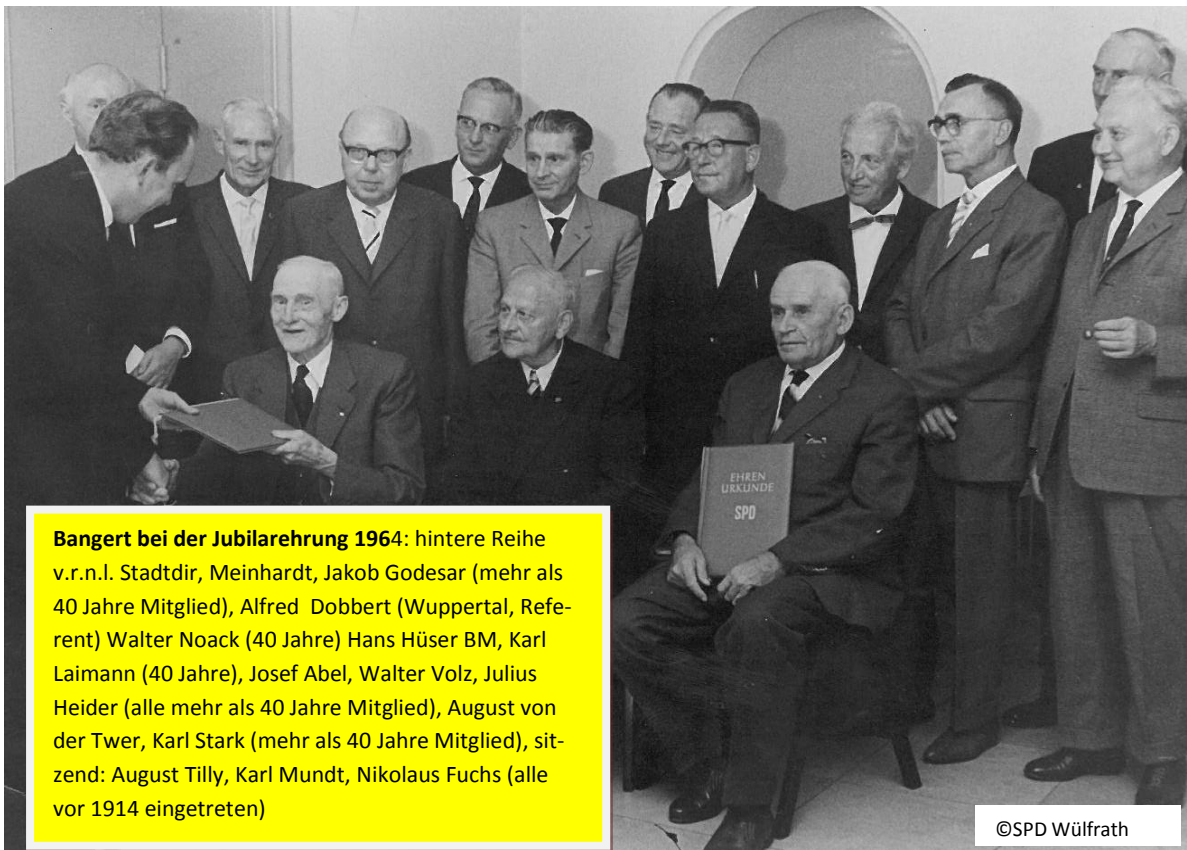 EHREN
URKUNDE
SPD
Bangert bei der Jubilarehrung 1964: hintere Reihe
v.r.n.l. Stadtdir, Meinhardt, Jakob Godesar (mehr als
40 Jahre Mitglied), Alfred  Dobbert (Wuppertal, Refe-
rent) Walter Noack (40 Jahre) Hans Hüser BM, Karl
Laimann (40 Jahre), Josef Abel, Walter Volz, Julius
Heider (alle mehr als 40 Jahre Mitglied), August von
der Twer, Karl Stark (mehr als 40 Jahre Mitglied), sit-
zend: August Tilly, Karl Mundt, Nikolaus Fuchs (alle
vor 1914 eingetreten)
©SPD Wülfrath